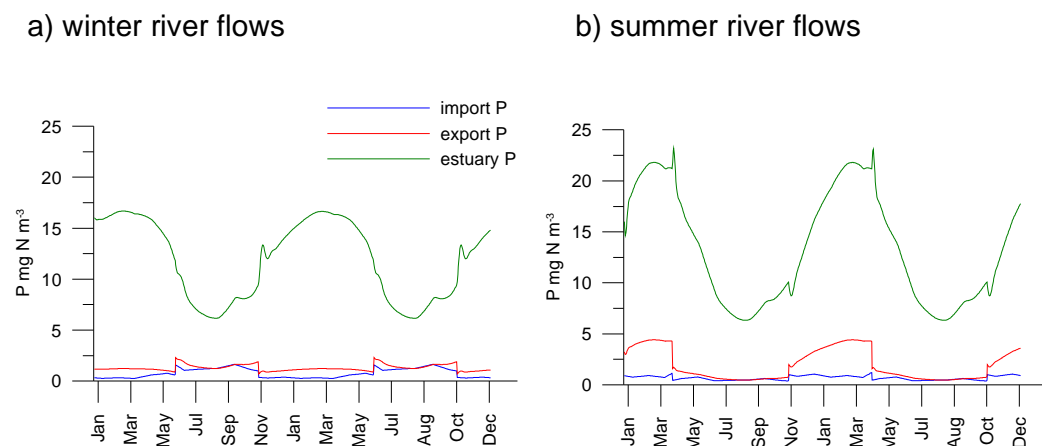 a) winter river flows
b) summer river flows
import P
export P
estuary P
25
20
15
10
5
0
P mg N m-3
Jan
Mar
May
Jul
Sep
Nov
Jan
Mar
May
Jun
Aug
Oct
Dec
25
20
15
10
5
0
P mg N m-3
Jan
Mar
May
Jul
Sep
Nov
Jan
Mar
May
Jun
Aug
Oct
Dec